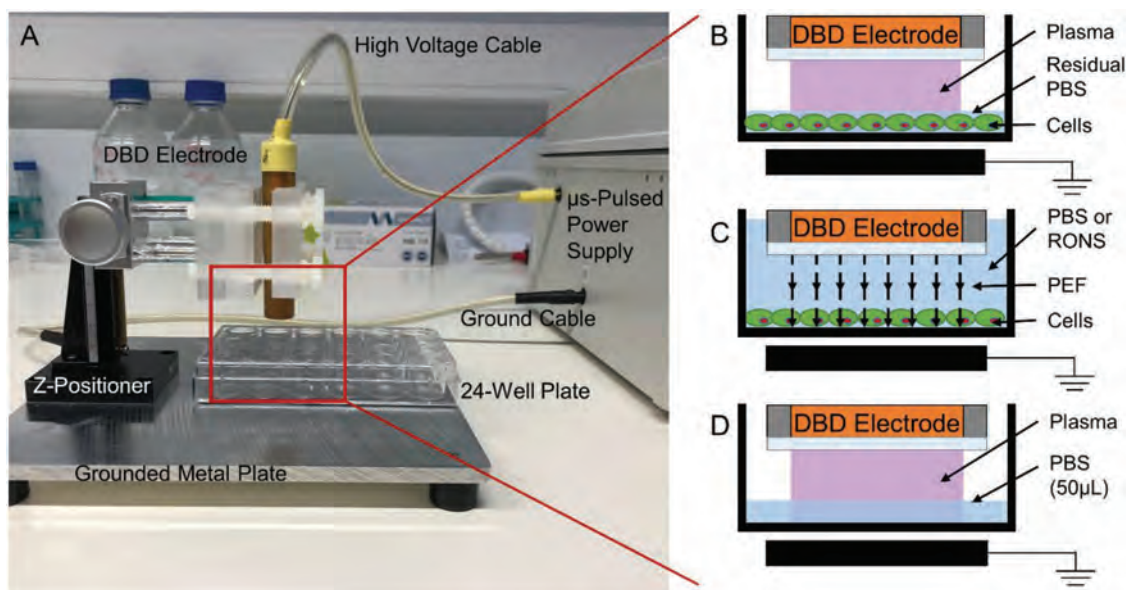 A
High Voltage Cable
DBD Electrode
µs-Pulsed
Power
Supply
Ground Cable
Z-Positioner
24-Well Plate
Grounded Metal Plate
B
DBD Electrode
Plasma
Residual
PBS
Cells
C
DBD Electrode
PBS or
RONS
PEF
Cells
D
DBD Electrode
Plasma
PBS
(50µL)